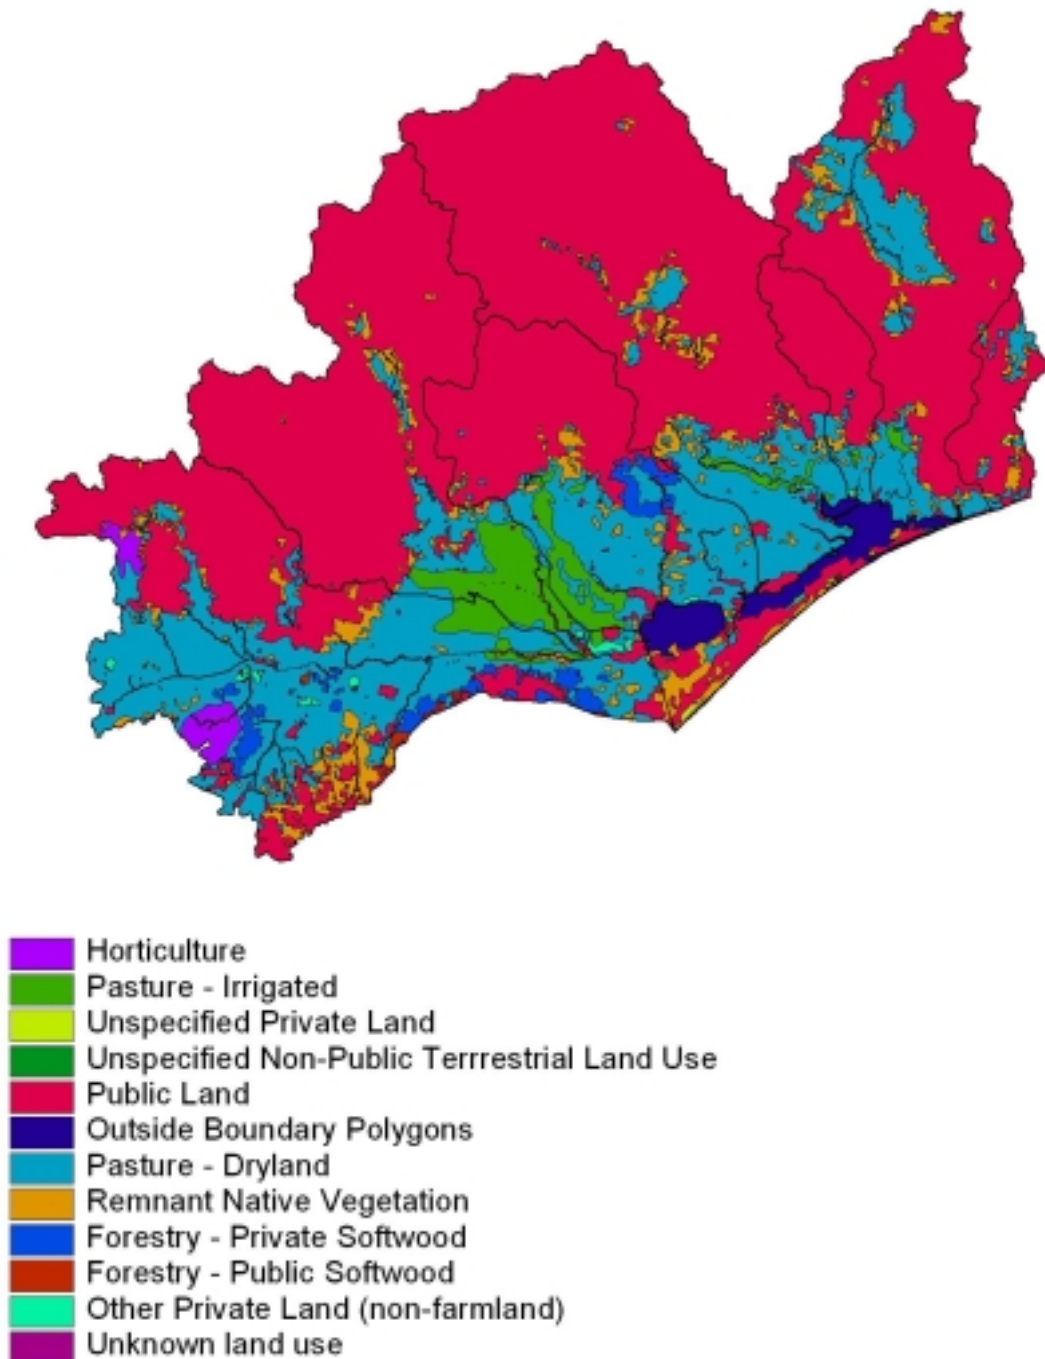 Horticulture
Pasture - Irrigated
Unspecified Private Land
Unspecified Non-Public Terrrestrial Land Use
Public Land
Outside Boundary Polygons
Pasture - Dryland
Remnant Native Vegetation
Forestry - Private Softwood
Forestry - Public Softwood
Other Private Land (non-farmland)
Unknown land use